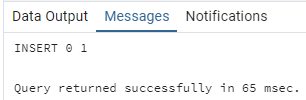 Data Output Messages Notifications
INSERT 0 1
Query returned successfully in 65 msec.